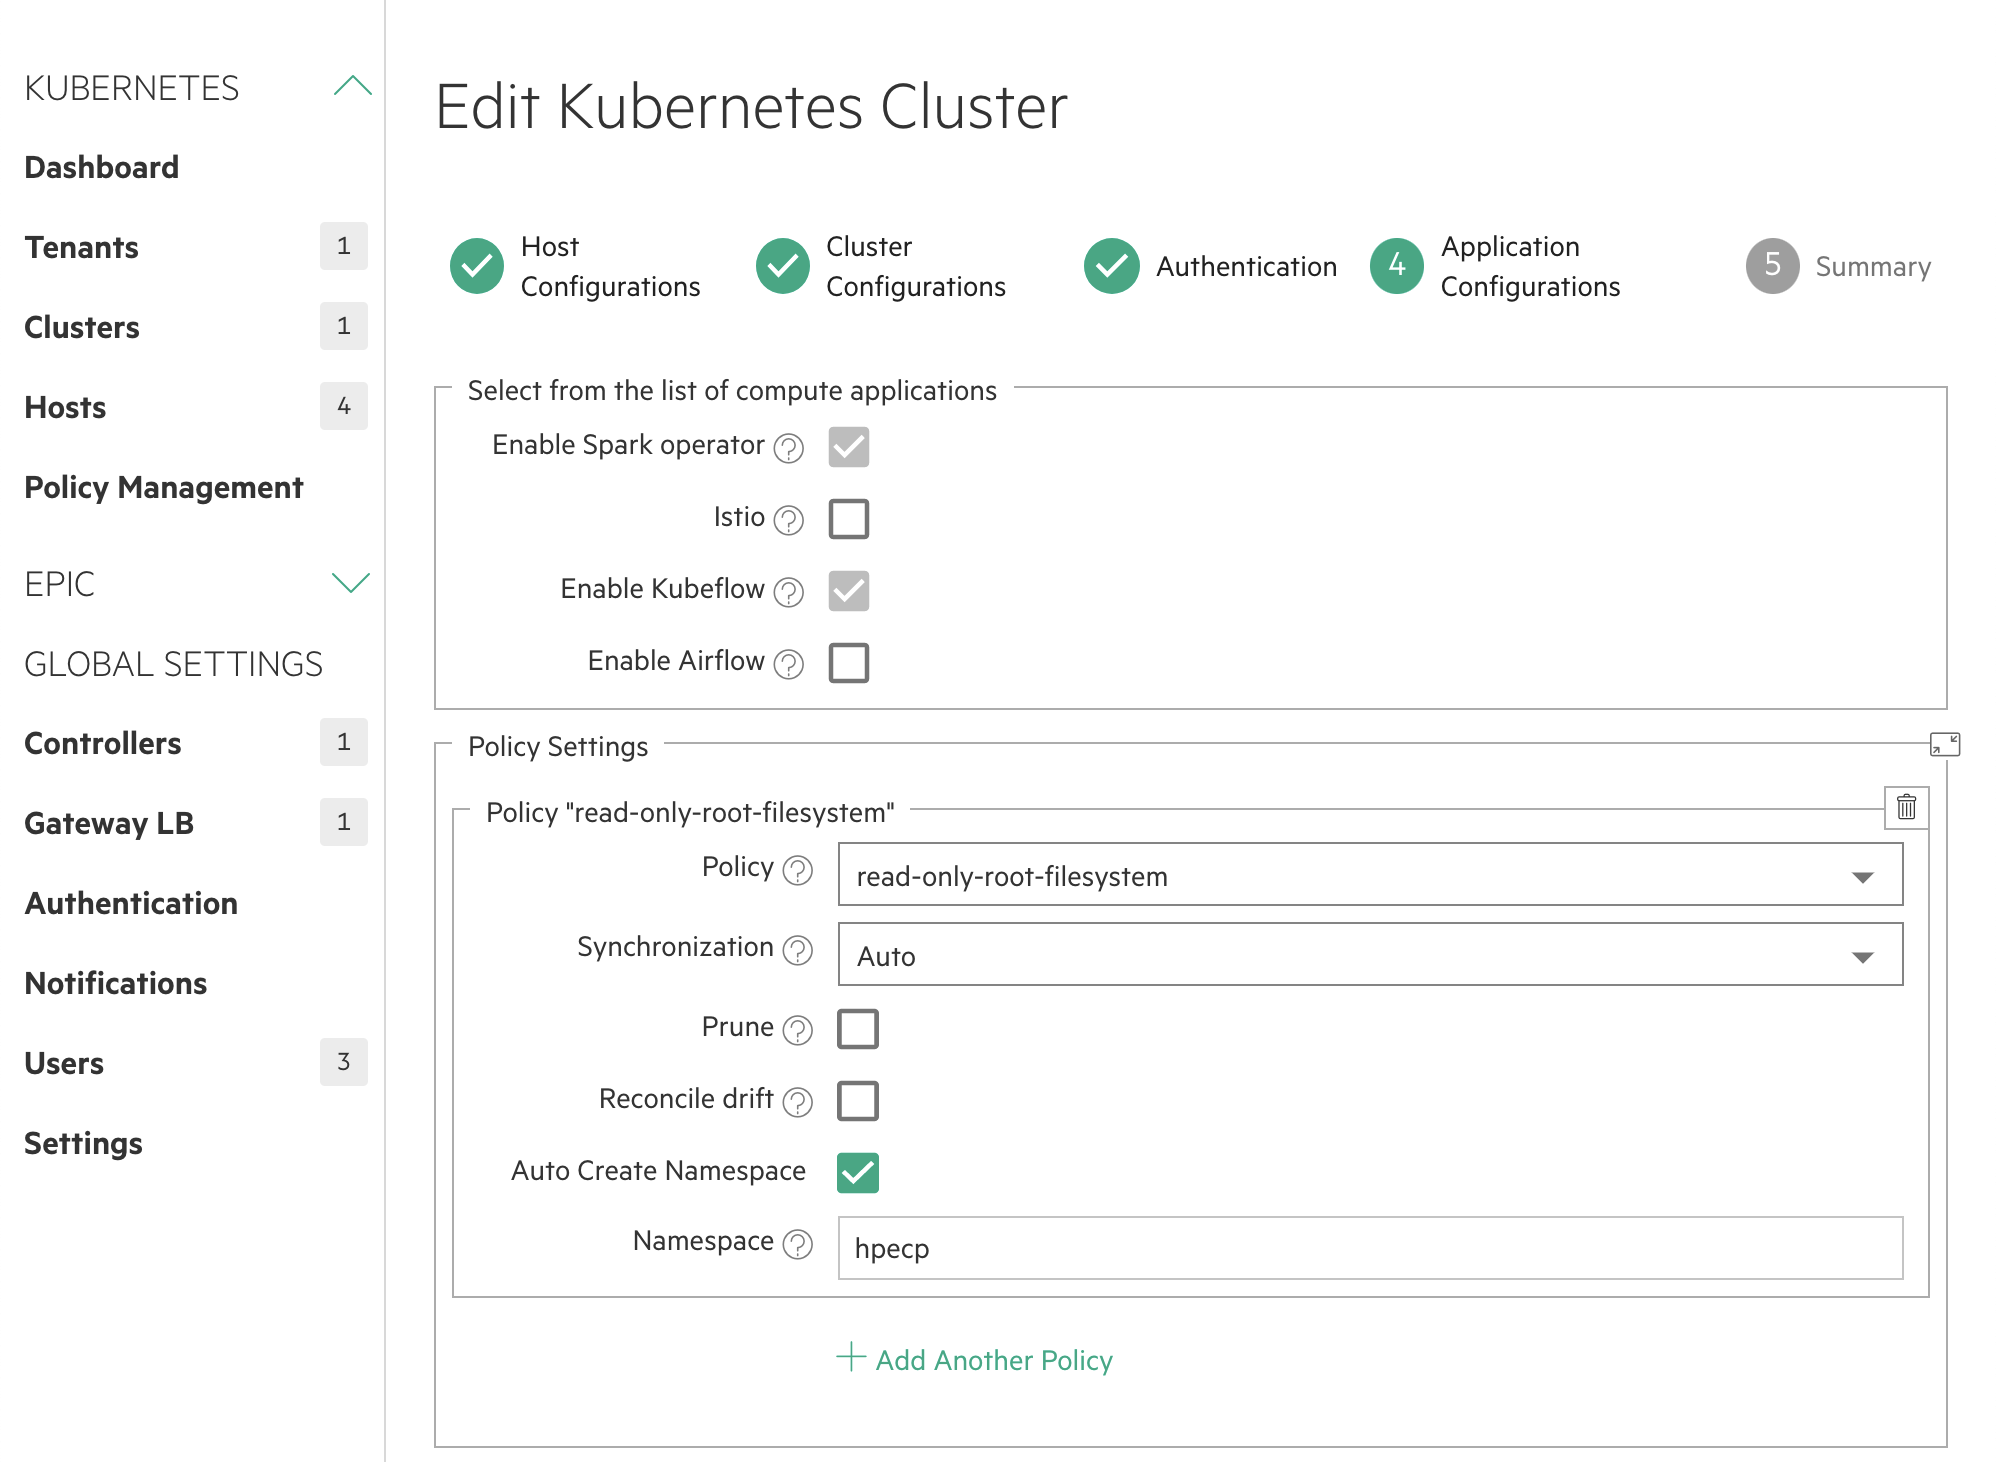 KUBERNETES
Dashboard
Tenants 1
Clusters 1
Hosts 4
Policy Management
EPIC
GLOBAL SETTINGS
Controllers 1
Gateway LB 1
Authentication
Notifications
Users 3
Settings
Edit Kubernetes Cluster
Host
Configurations
Cluster
Configurations
Authentication
4 Application
Configurations
5 Summary
Select from the list of compute applications
Enable Spark operator ?
Istio ?
Enable Kubeflow ?
Enable Airflow ?
Policy Settings
Policy "read-only-root-filesystem"
Policy ? read-only-root-filesystem
Synchronization ? Auto
Prune ?
Reconcile drift ?
Auto Create Namespace
Namespace ? hpecp
+ Add Another Policy